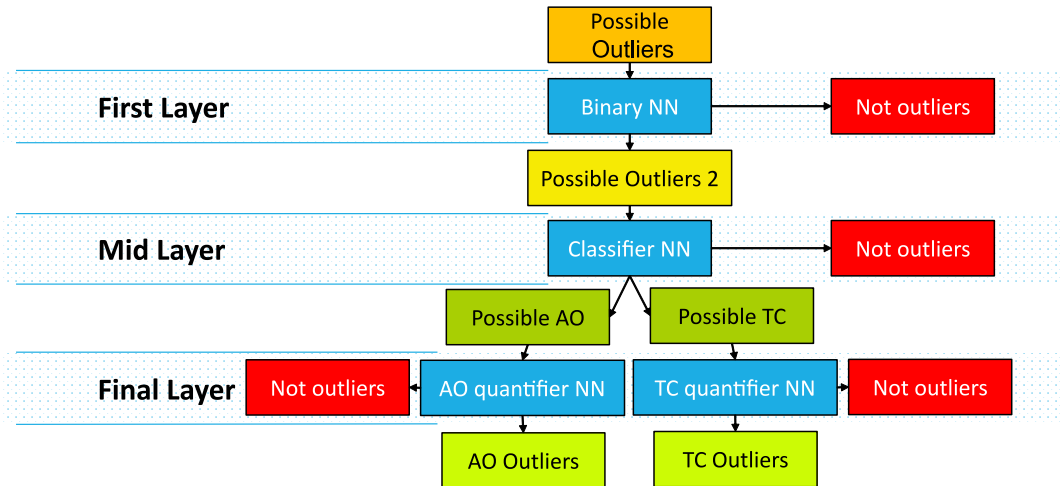 Possible
Outliers
First Layer
Binary NN
Not outliers
Possible Outliers 2
Mid Layer
Classifier NN
Not outliers
Possible AO
Possible TC
Final Layer
Not outliers
AO quantifier NN
TC quantifier NN
Not outliers
AO Outliers
TC Outliers